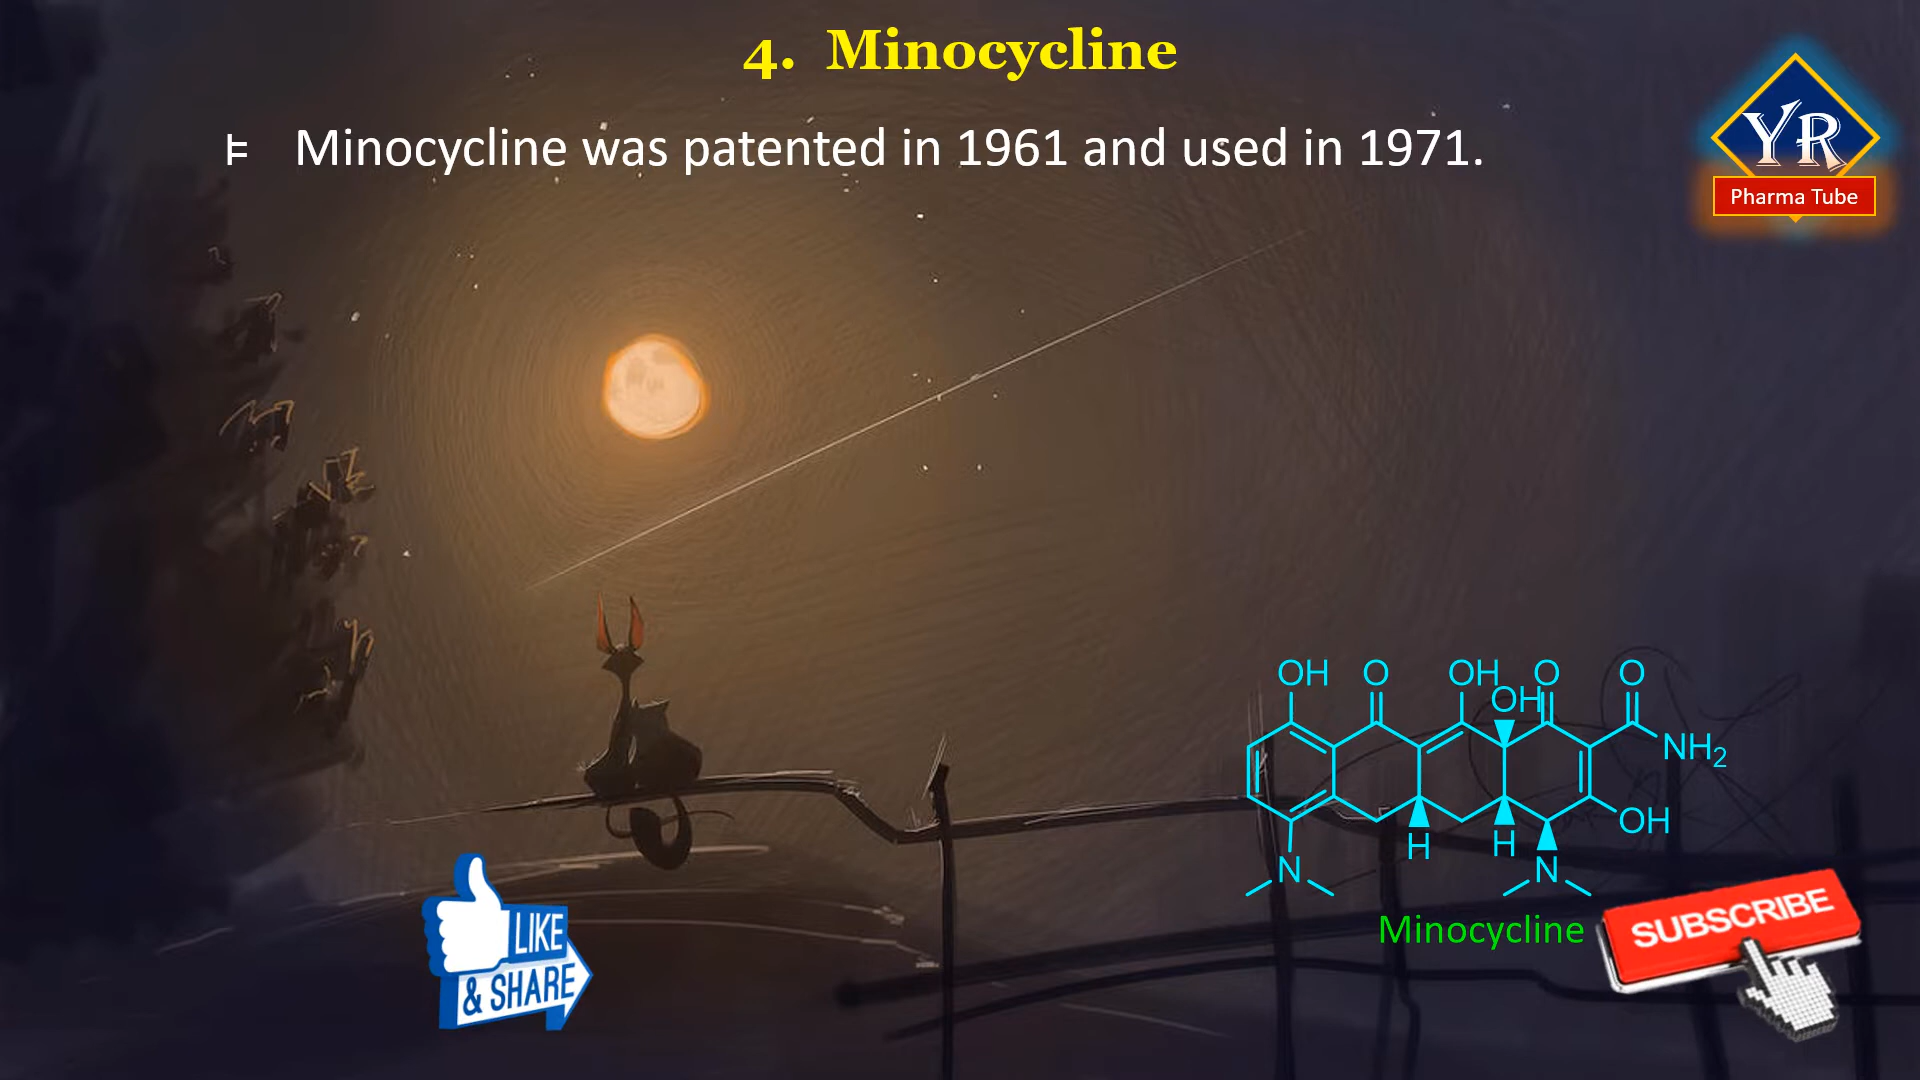 4. Minocycline
Minocycline was patented in 1961 and used in 1971.
YR
Pharma Tube
OH O OH O O
OH
NH2
OH
H H
N N
Minocycline
SUBSCRIBE
LIKE
& SHARE